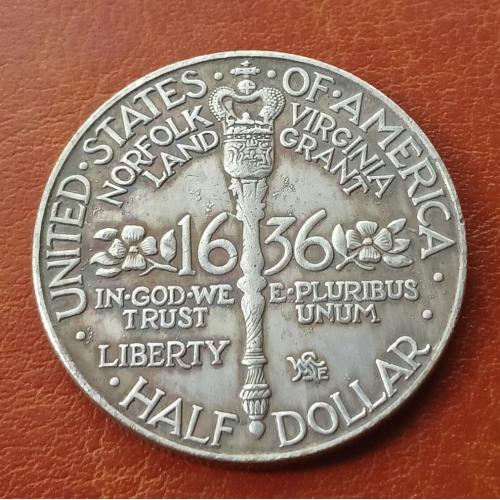 UNITED·STATES·OF·AMERICA
NORFOLK VIRGINIA
LAND GRANT
1636
IN·GOD·WE E·PLURIBUS
TRUST UNUM
LIBERTY
·HALF·DOLLAR·